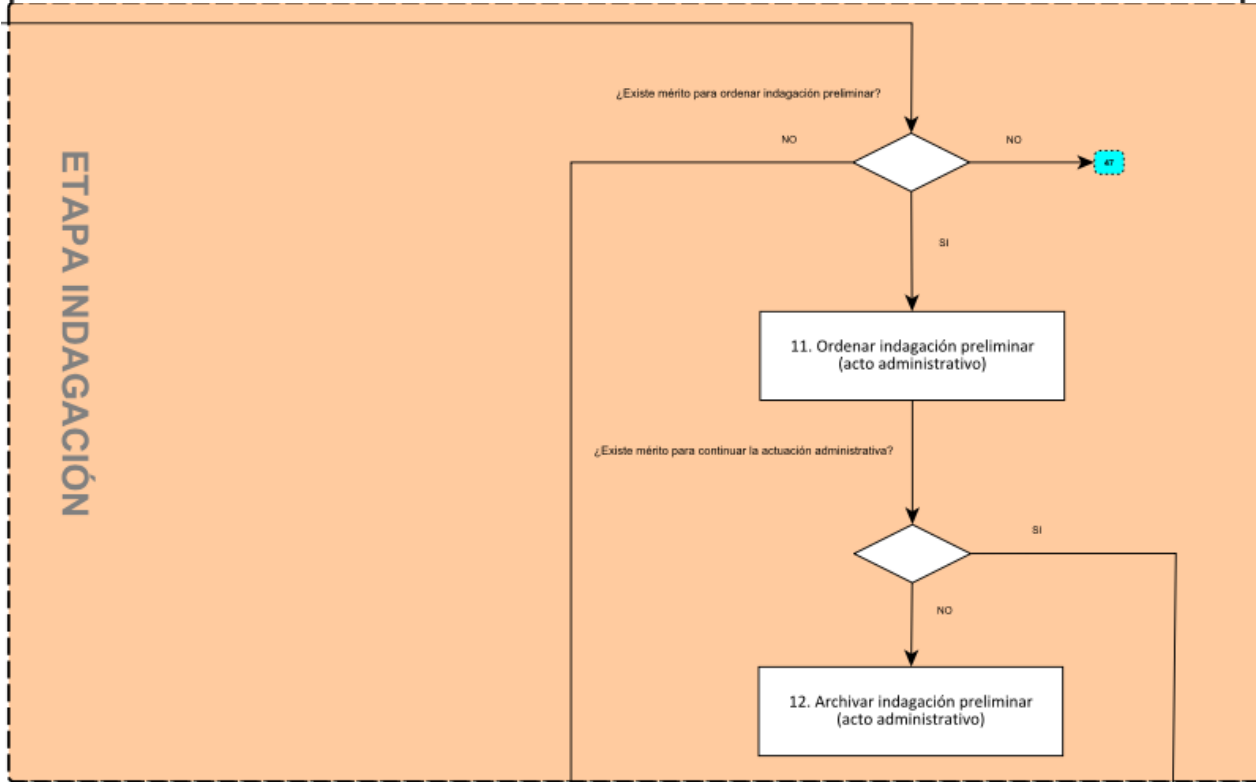 ETAPA INDAGACIÓN
¿Existe mérito para ordenar indagación preliminar?
NO
NO
47
SI
11. Ordenar indagación preliminar
(acto administrativo)
¿Existe mérito para continuar la actuación administrativa?
SI
NO
12. Archivar indagación preliminar
(acto administrativo)